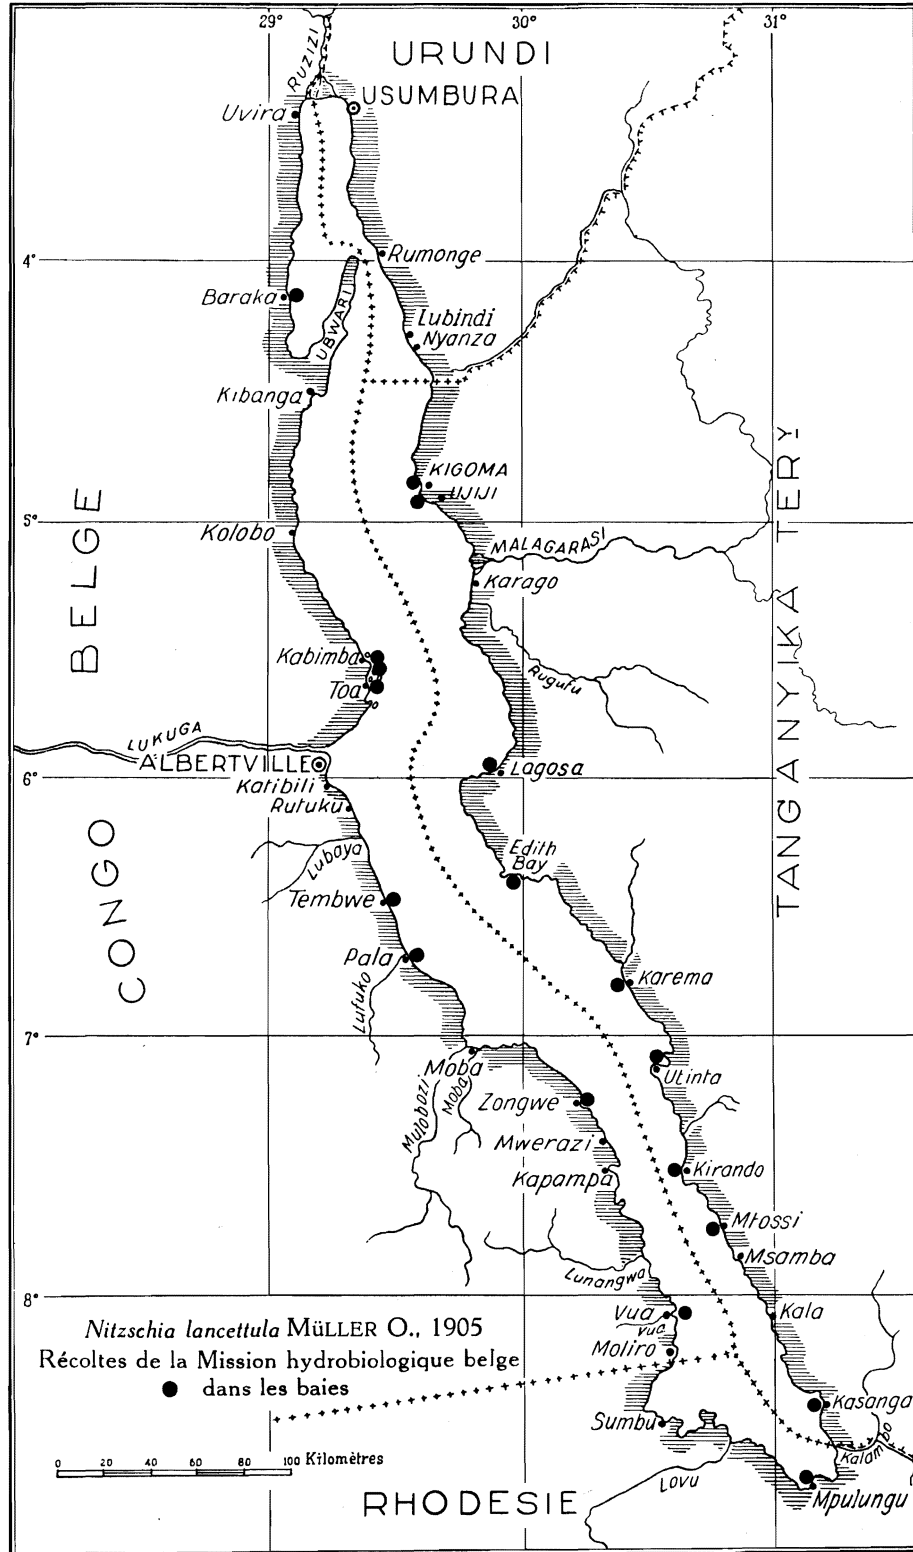 29° 30° 31°
URUNDI
RUZIZI
USUMBURA
Uvira
Rumonge
4°
Baraka
UBWARI
Lubindi
Nyanza
Kibanga
KIGOMA
UJIJI
BELGE
5°
Kolobo
MALAGARASI
Karago
TANGANYIKA TERY
Kabimba
Toa
Rugufu
LUKUGA
ALBERTVILLE
Lagosa
6°
Katibili
Rutuku
Lubaya
Edith
Bay
CONGO
Tembwe
Pala
Karema
Lufuko
7°
Moba
Utinta
Mulobozi
Moba
Zongwe
Mwerazi
Kapampa
Kirando
Mtossi
Msamba
Lunangwa
8°
Vua
Vua
Kala
Moliro
Nitzschia lancettula MÜLLER O., 1905
Récoltes de la Mission hydrobiologique belge
dans les baies
Kasanga
Sumbu
Kalambo
0 20 40 60 80 100 Kilomètres
Lovu
Mpulungu
RHODESIE